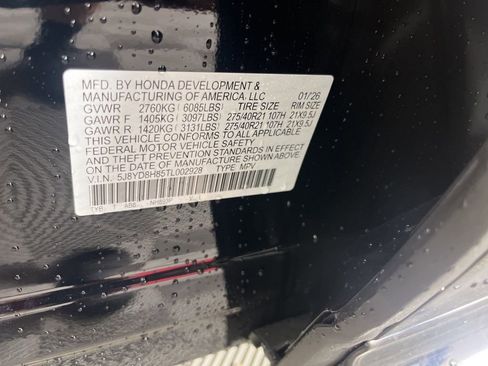 MFD. BY HONDA DEVELOPMENT &
MANUFACTURING OF AMERICA, LLC 01/26
GVWR 2760KG (6085LBS) TIRE SIZE RIM SIZE
GAWR F 1405KG (3097LBS) 275/40R21 107H 21X9.5J
GAWR R 1420KG (3131LBS) 275/40R21 107H 21X9.5J
THIS VEHICLE CONFORMS TO ALL APPLICABLE
FEDERAL MOTOR VEHICLE SAFETY
AND THEFT PREVENTION STANDARDS IN EFFECT
ON THE DATE OF MANUFACTURE SHOWN ABOVE.
V.I.N. 5J8YD8H85TL002928 TYPE MPV